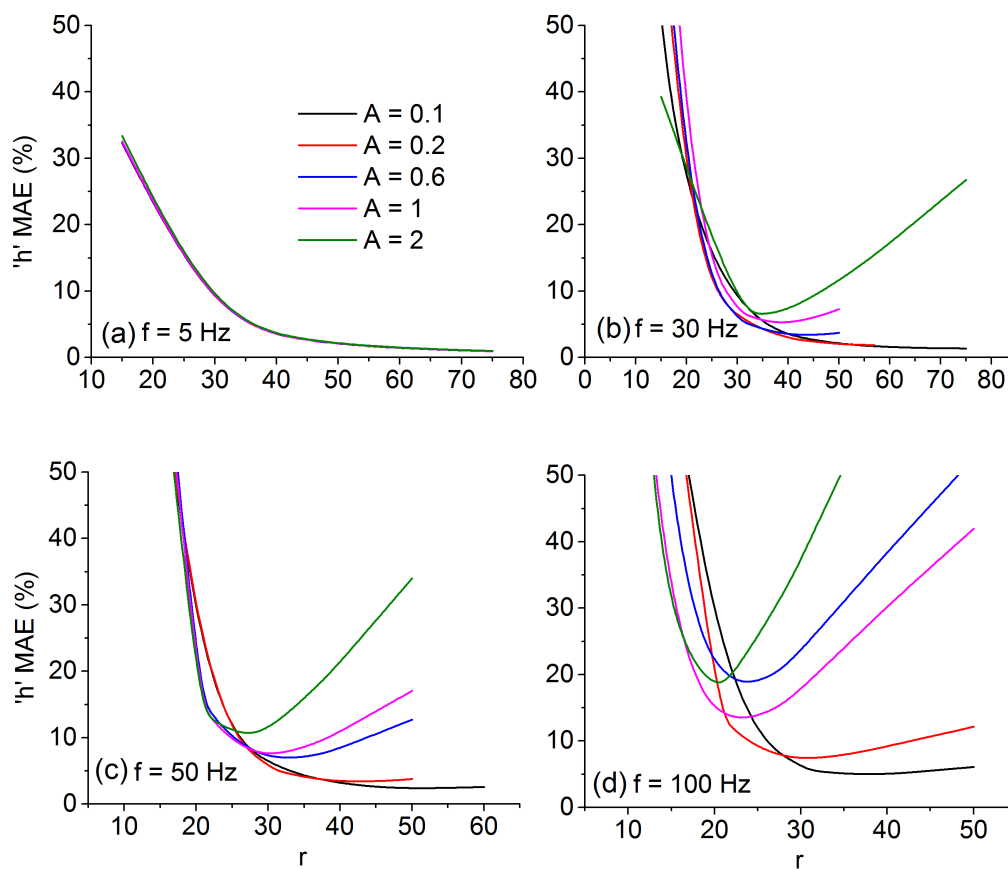 50
40
30
20
10
0
'h' MAE (%)
A = 0.1
A = 0.2
A = 0.6
A = 1
A = 2
(a) f = 5 Hz
10 20 30 40 50 60 70 80
50
40
30
20
10
0
'h' MAE (%)
(b) f = 30 Hz
0 10 20 30 40 50 60 70 80
50
40
30
20
10
0
'h' MAE (%)
(c) f = 50 Hz
10 20 30 40 50 60
r
50
40
30
20
10
0
'h' MAE (%)
(d) f = 100 Hz
10 20 30 40 50
r